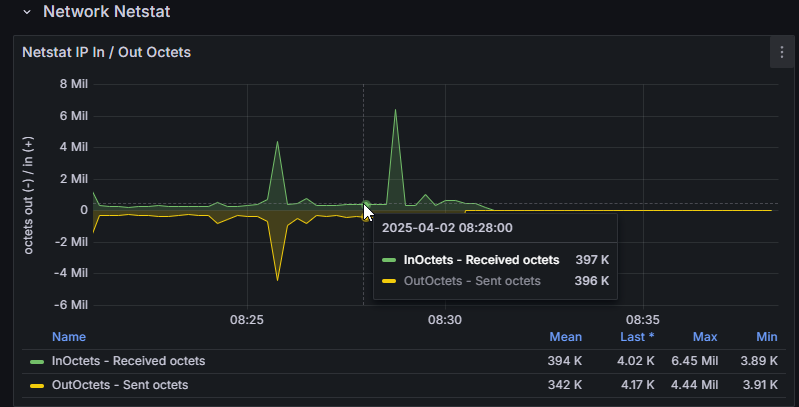 Network Netstat
Netstat IP In / Out Octets
octets out (-) / in (+)
8 Mil
6 Mil
4 Mil
2 Mil
0
-2 Mil
-4 Mil
-6 Mil
2025-04-02 08:28:00
InOctets - Received octets 397 K
OutOctets - Sent octets 396 K
08:25 08:30 08:35
Name Mean Last * Max Min
InOctets - Received octets 394 K 4.02 K 6.45 Mil 3.89 K
OutOctets - Sent octets 342 K 4.17 K 4.44 Mil 3.91 K